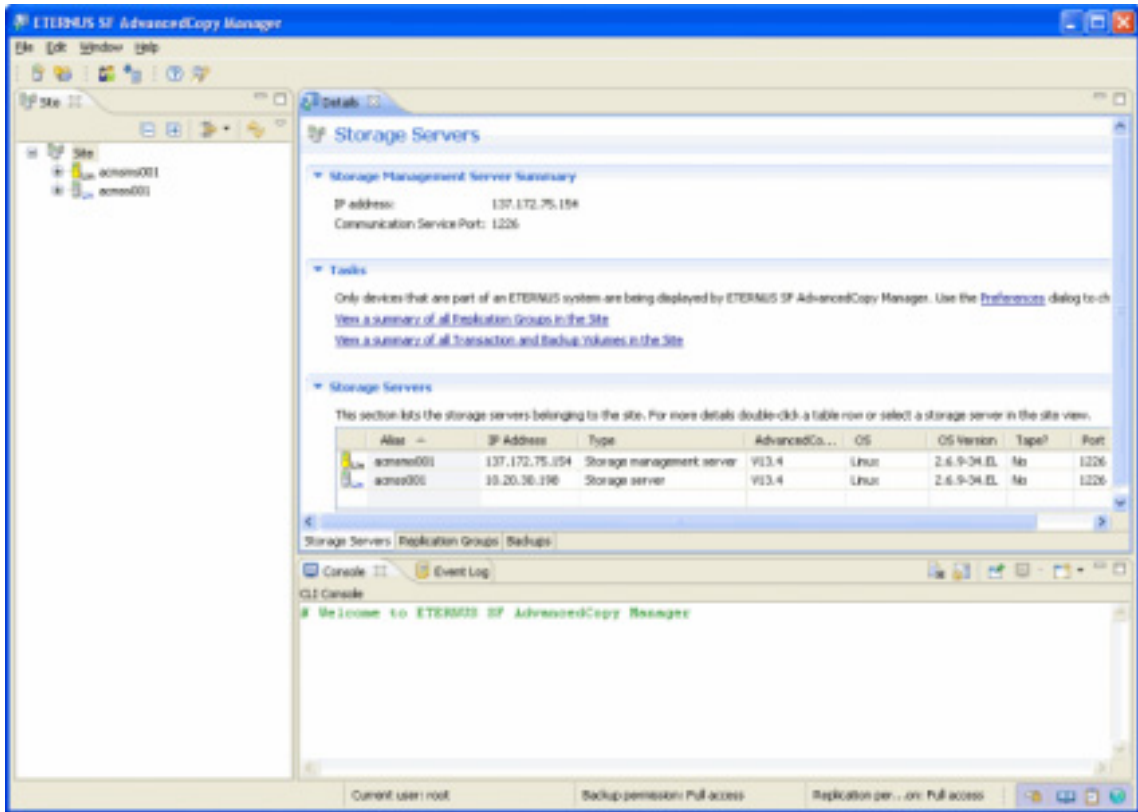 ETERNUS SF AdvancedCopy Manager
File Edit Window Help
Site
Site
acmsms001
acmss001
Details
Storage Servers
Storage Management Server Summary
IP address: 137.172.75.154
Communication Service Port: 1226
Tasks
Only devices that are part of an ETERNUS system are being displayed by ETERNUS SF AdvancedCopy Manager. Use the Preferences dialog to ch
View a summary of all Replication Groups in the Site
View a summary of all Transaction and Backup Volumes in the Site
Storage Servers
This section lists the storage servers belonging to the site. For more details double-click a table row or select a storage server in the site view.
Alias IP Address Type AdvancedCo... OS OS Version Tape? Port
Lin acmsms001 137.172.75.154 Storage management server V13.4 Linux 2.6.9-34.EL No 1226
Lin acmss001 10.20.30.190 Storage server V13.4 Linux 2.6.9-34.EL No 1226
Storage Servers Replication Groups Backups
Console Event Log
CLI Console
# Welcome to ETERNUS SF AdvancedCopy Manager
Current user: root Backup permission: Full access Replication per...on: Full access